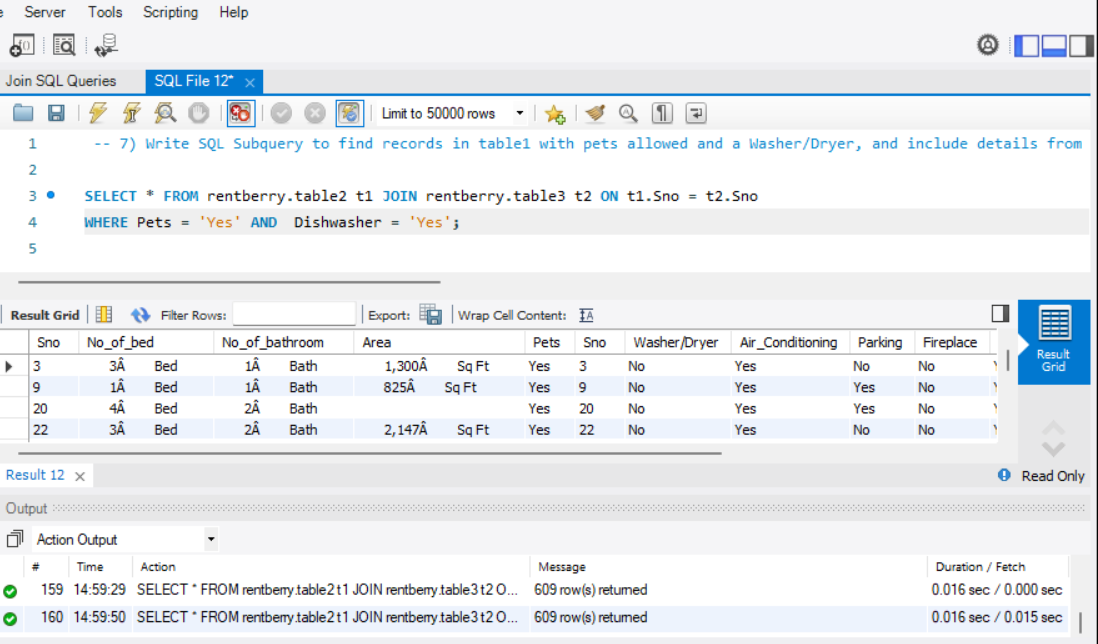 Server Tools Scripting Help
Join SQL Queries SQL File 12*
Limit to 50000 rows
1 -- 7) Write SQL Subquery to find records in table1 with pets allowed and a Washer/Dryer, and include details from
2
3 SELECT * FROM rentberry.table2 t1 JOIN rentberry.table3 t2 ON t1.Sno = t2.Sno
4 WHERE Pets = 'Yes' AND Dishwasher = 'Yes';
5
Result Grid Filter Rows: Export: Wrap Cell Content:
Sno No_of_bed No_of_bathroom Area Pets Sno Washer/Dryer Air_Conditioning Parking Fireplace
3 3Â Bed 1Â Bath 1,300Â Sq Ft Yes 3 No Yes No No
9 1Â Bed 1Â Bath 825Â Sq Ft Yes 9 No Yes Yes No
20 4Â Bed 2Â Bath Yes 20 No Yes Yes No
22 3Â Bed 2Â Bath 2,147Â Sq Ft Yes 22 No Yes No No
Result Grid
Result 12 Read Only
Output
Action Output
# Time Action Message Duration / Fetch
159 14:59:29 SELECT * FROM rentberry.table2 t1 JOIN rentberry.table3 t2 O... 609 row(s) returned 0.016 sec / 0.000 sec
160 14:59:50 SELECT * FROM rentberry.table2 t1 JOIN rentberry.table3 t2 O... 609 row(s) returned 0.016 sec / 0.015 sec